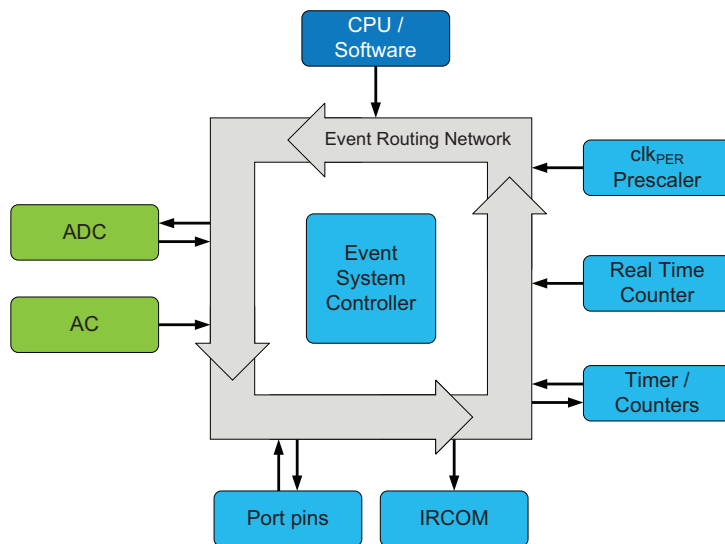 CPU /
Software
Event Routing Network
clkPER
Prescaler
ADC
Event
System
Controller
Real Time
Counter
AC
Timer /
Counters
Port pins
IRCOM